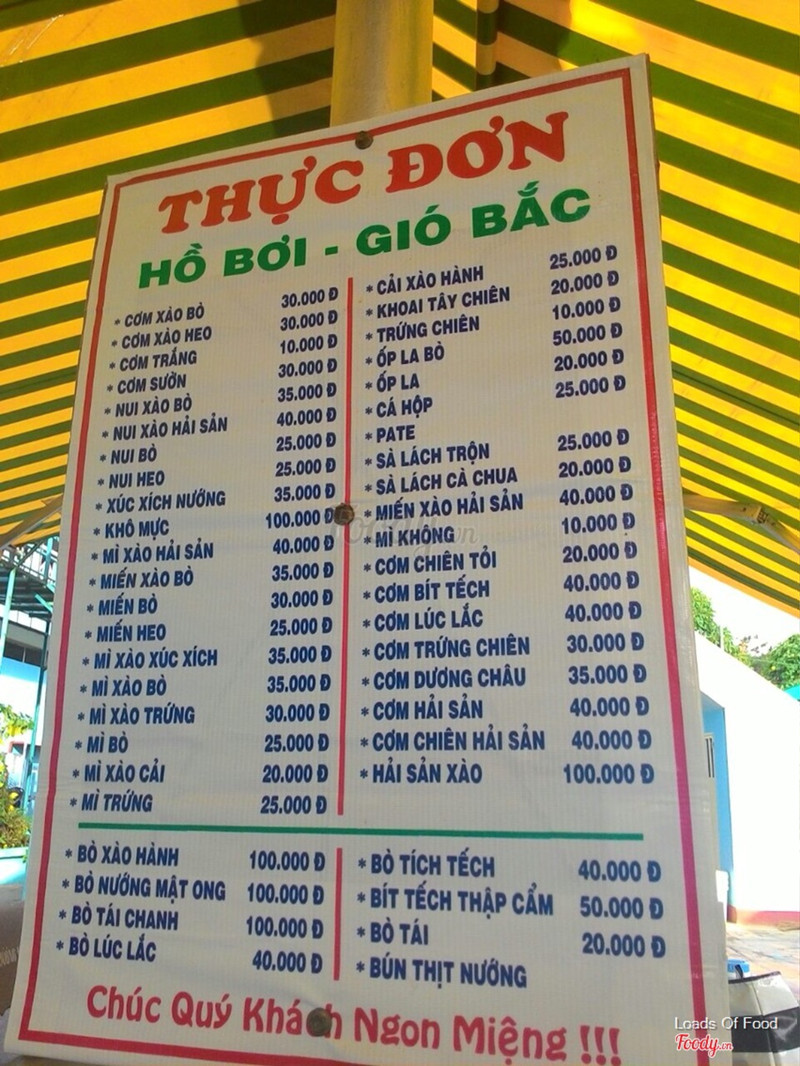 THỰC ĐƠN
HỒ BƠI - GIÓ BẮC
* CƠM XÀO BÒ 30.000 Đ
* CƠM XÀO HEO 30.000 Đ
* CƠM TRẮNG 10.000 Đ
* CƠM SƯỜN 30.000 Đ
* NUI XÀO BÒ 35.000 Đ
* NUI XÀO HẢI SẢN 40.000 Đ
* NUI BÒ 25.000 Đ
* NUI HEO 25.000 Đ
* XÚC XÍCH NƯỚNG 35.000 Đ
* KHÔ MỰC 100.000 Đ
* MÌ XÀO HẢI SẢN 40.000 Đ
* MIẾN XÀO BÒ 35.000 Đ
* MIẾN BÒ 30.000 Đ
* MIẾN HEO 25.000 Đ
* MÌ XÀO XÚC XÍCH 35.000 Đ
* MÌ XÀO BÒ 35.000 Đ
* MÌ XÀO TRỨNG 30.000 Đ
* MÌ BÒ 25.000 Đ
* MÌ XÀO CẢI 20.000 Đ
* MÌ TRỨNG 25.000 Đ
* CẢI XÀO HÀNH 25.000 Đ
* KHOAI TÂY CHIÊN 20.000 Đ
* TRỨNG CHIÊN 10.000 Đ
* ỐP LA BÒ 50.000 Đ
* ỐP LA 20.000 Đ
* CÁ HỘP 25.000 Đ
* PATE
* SÀ LÁCH TRỘN 25.000 Đ
* SÀ LÁCH CÀ CHUA 20.000 Đ
* MIẾN XÀO HẢI SẢN 40.000 Đ
* MÌ KHÔNG 10.000 Đ
* CƠM CHIÊN TỎI 20.000 Đ
* CƠM BÍT TẾCH 40.000 Đ
* CƠM LÚC LẮC 40.000 Đ
* CƠM TRỨNG CHIÊN 30.000 Đ
* CƠM DƯƠNG CHÂU 35.000 Đ
* CƠM HẢI SẢN 40.000 Đ
* CƠM CHIÊN HẢI SẢN 40.000 Đ
* HẢI SẢN XÀO 100.000 Đ
* BÒ XÀO HÀNH 100.000 Đ
* BÒ NƯỚNG MẬT ONG 100.000 Đ
* BÒ TÁI CHANH 100.000 Đ
* BÒ LÚC LẮC 40.000 Đ
* BÒ TÍCH TẾCH 40.000 Đ
* BÍT TẾCH THẬP CẨM 50.000 Đ
* BÒ TÁI 20.000 Đ
* BÚN THỊT NƯỚNG
Chúc Quý Khách Ngon Miệng !!!
Foody.vn
Loads Of Food
Foody.vn